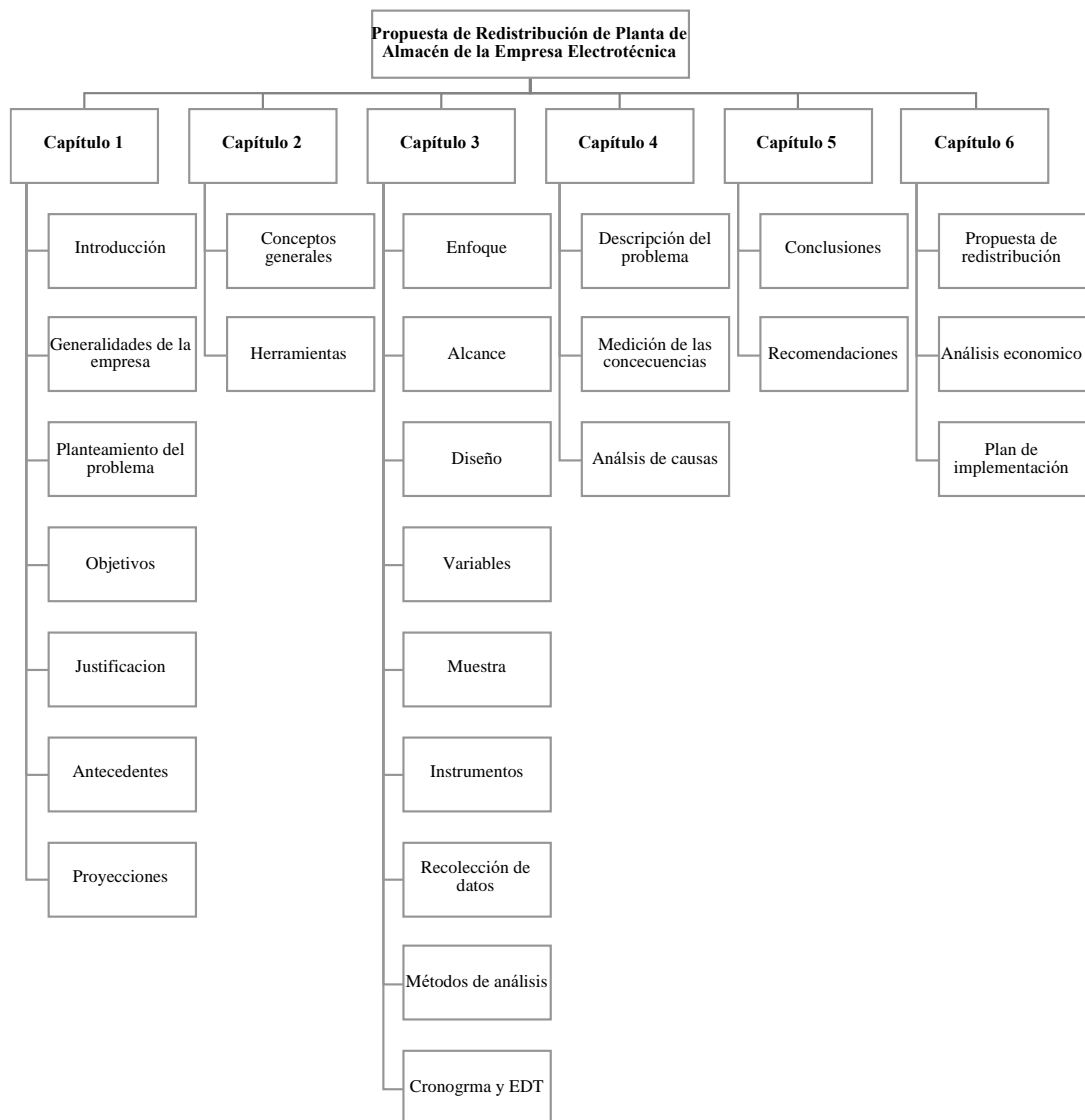 Propuesta de Redistribución de Planta de
Almacén de la Empresa Electrotécnica
Capítulo 1
Capítulo 2
Capítulo 3
Capítulo 4
Capítulo 5
Capítulo 6
Introducción
Generalidades de la
empresa
Planteamiento del
problema
Objetivos
Justificacion
Antecedentes
Proyecciones
Conceptos
generales
Herramientas
Enfoque
Alcance
Diseño
Variables
Muestra
Instrumentos
Recolección de
datos
Métodos de análisis
Cronogrma y EDT
Descripción del
problema
Medición de las
concecuencias
Análsis de causas
Conclusiones
Recomendaciones
Propuesta de
redistribución
Análisis economico
Plan de
implementación